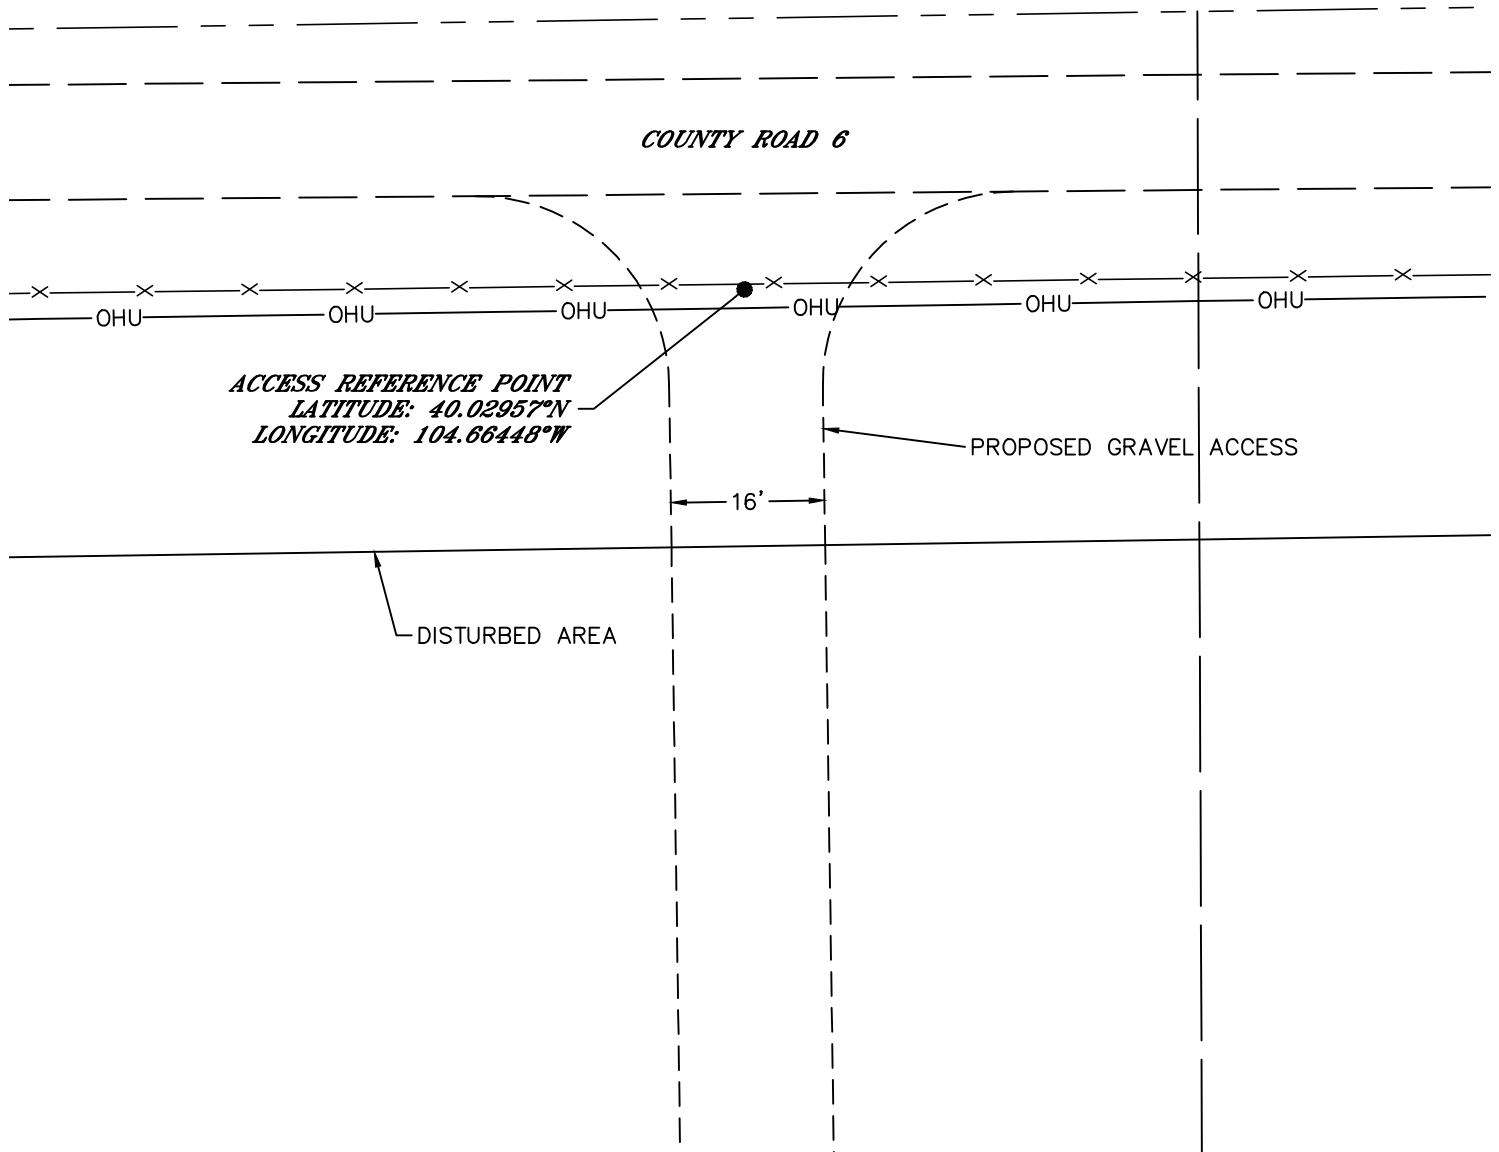 COUNTY ROAD 6
OHU OHU OHU OHU OHU OHU
ACCESS REFERENCE POINT
LATITUDE: 40.02957°N
LONGITUDE: 104.66448°W
PROPOSED GRAVEL ACCESS
16'
DISTURBED AREA